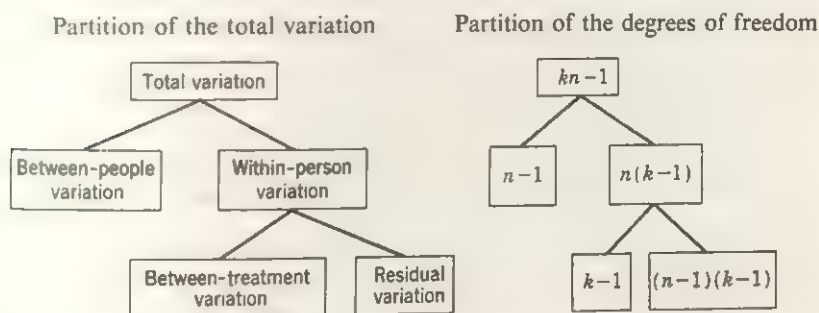 Partition of the total variation
Partition of the degrees of freedom
Total variation
Between-people
variation
Within-person
variation
Between-treatment
variation
Residual
variation
kn−1
n−1
n(k−1)
k−1
(n−1)(k−1)